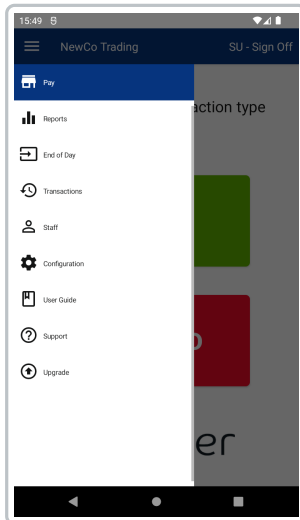 15:49
NewCo Trading
SU - Sign Off
Pay
action type
Reports
End of Day
Transactions
Staff
Configuration
User Guide
Support
Upgrade
er